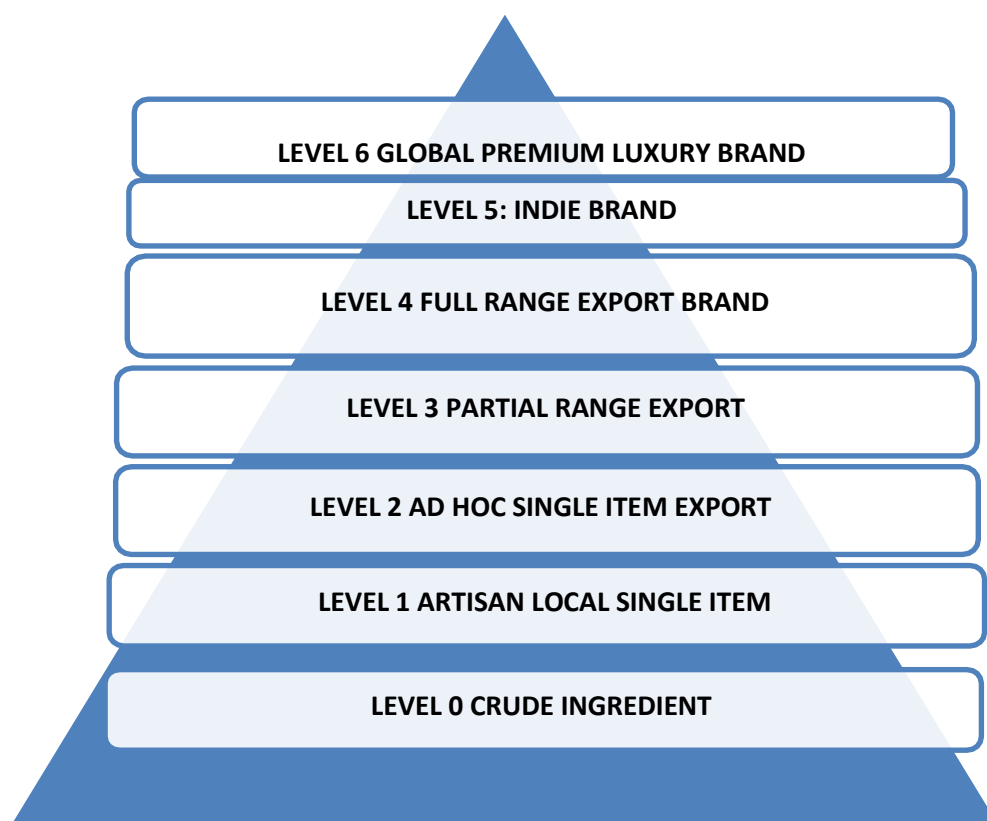 LEVEL 6 GLOBAL PREMIUM LUXURY BRAND
LEVEL 5: INDIE BRAND
LEVEL 4 FULL RANGE EXPORT BRAND
LEVEL 3 PARTIAL RANGE EXPORT
LEVEL 2 AD HOC SINGLE ITEM EXPORT
LEVEL 1 ARTISAN LOCAL SINGLE ITEM
LEVEL 0 CRUDE INGREDIENT